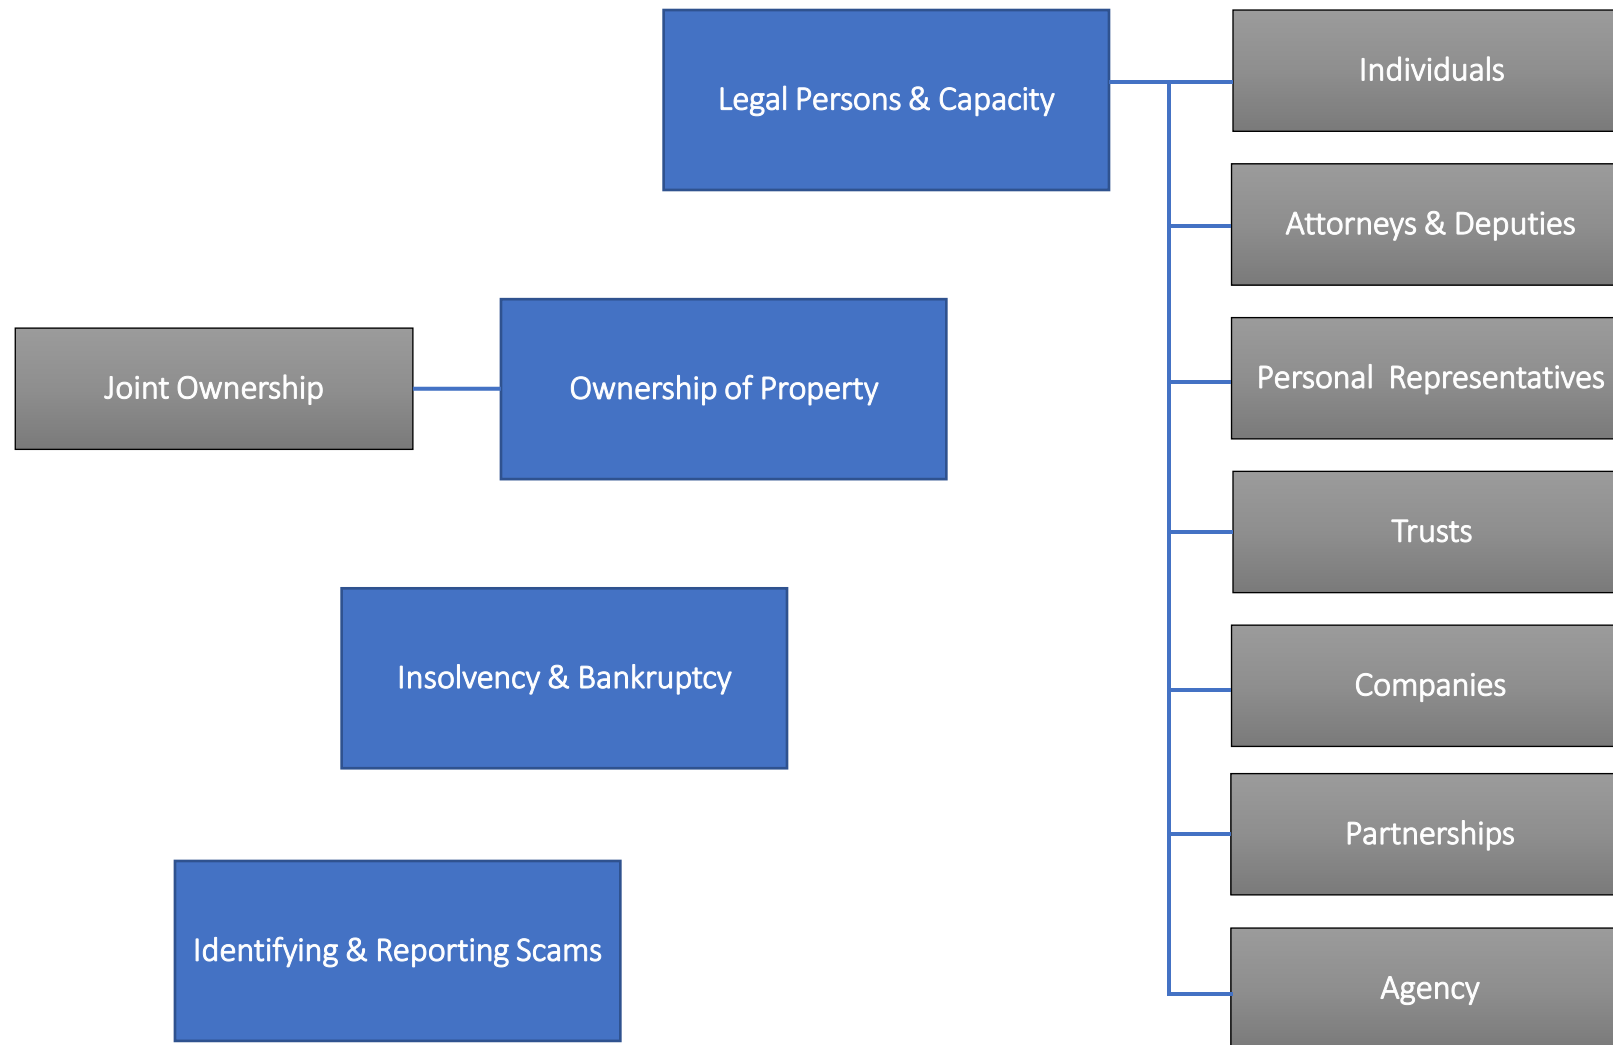 Legal Persons & Capacity
Individuals
Attorneys & Deputies
Personal  Representatives
Trusts
Companies
Partnerships
Agency
Ownership of Property
Joint Ownership
Insolvency & Bankruptcy
Identifying & Reporting Scams